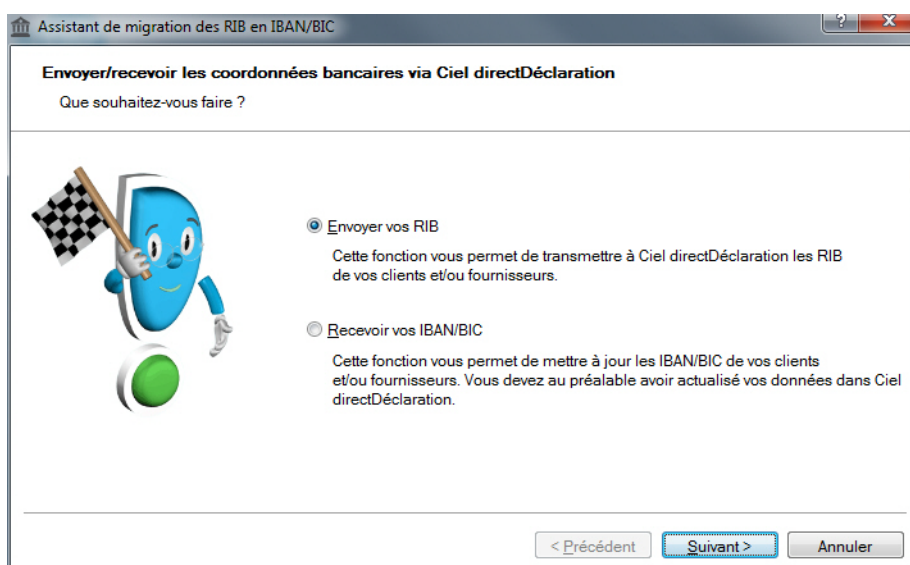 Assistant de migration des RIB en IBAN/BIC
? X
Envoyer/recevoir les coordonnées bancaires via Ciel directDéclaration
Que souhaitez-vous faire ?
Envoyer vos RIB
Cette fonction vous permet de transmettre à Ciel directDéclaration les RIB
de vos clients et/ou fournisseurs.
Recevoir vos IBAN/BIC
Cette fonction vous permet de mettre à jour les IBAN/BIC de vos clients
et/ou fournisseurs. Vous devez au préalable avoir actualisé vos données dans Ciel
directDéclaration.
< Précédent Suivant > Annuler